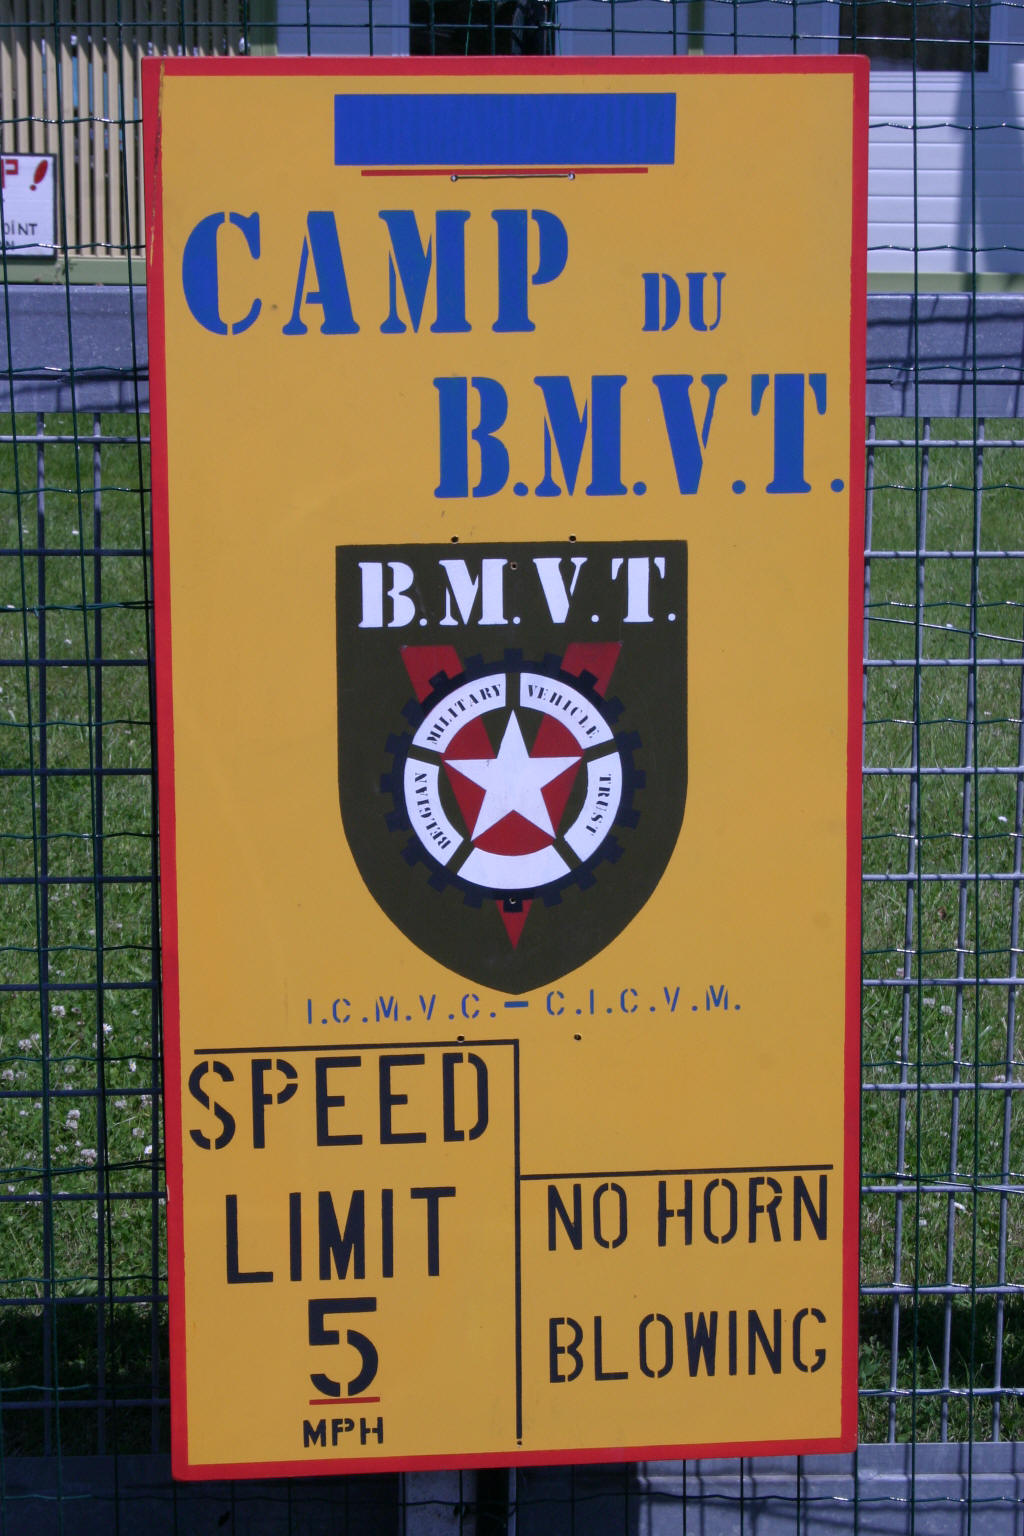 CAMP DU
B.M.V.T.
B.M.V.T.
BELGIAN MILITARY VEHICLE TRUST
I.C.M.V.C. – C.I.C.V.M.
SPEED
LIMIT
5
MPH
NO HORN
BLOWING